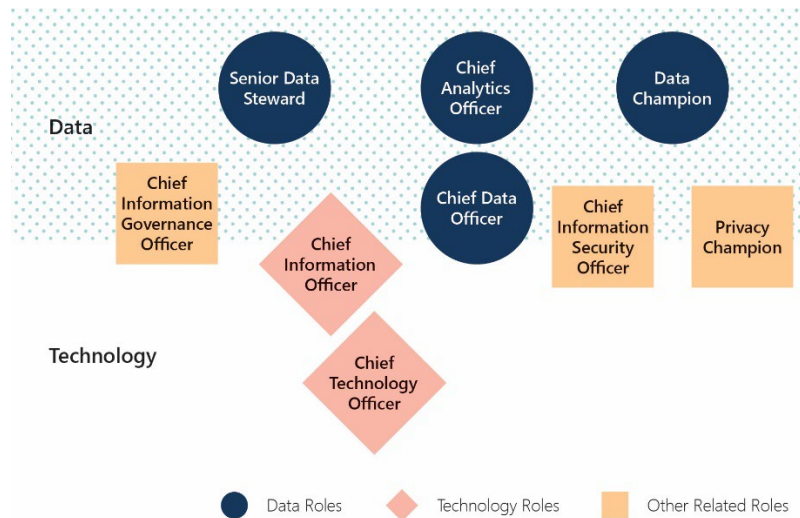 Senior Data
Steward
Chief
Analytics
Officer
Data
Champion
Data
Chief
Information
Governance
Officer
Chief Data
Officer
Chief
Information
Security
Officer
Privacy
Champion
Chief
Information
Officer
Technology
Chief
Technology
Officer
Data Roles
Technology Roles
Other Related Roles